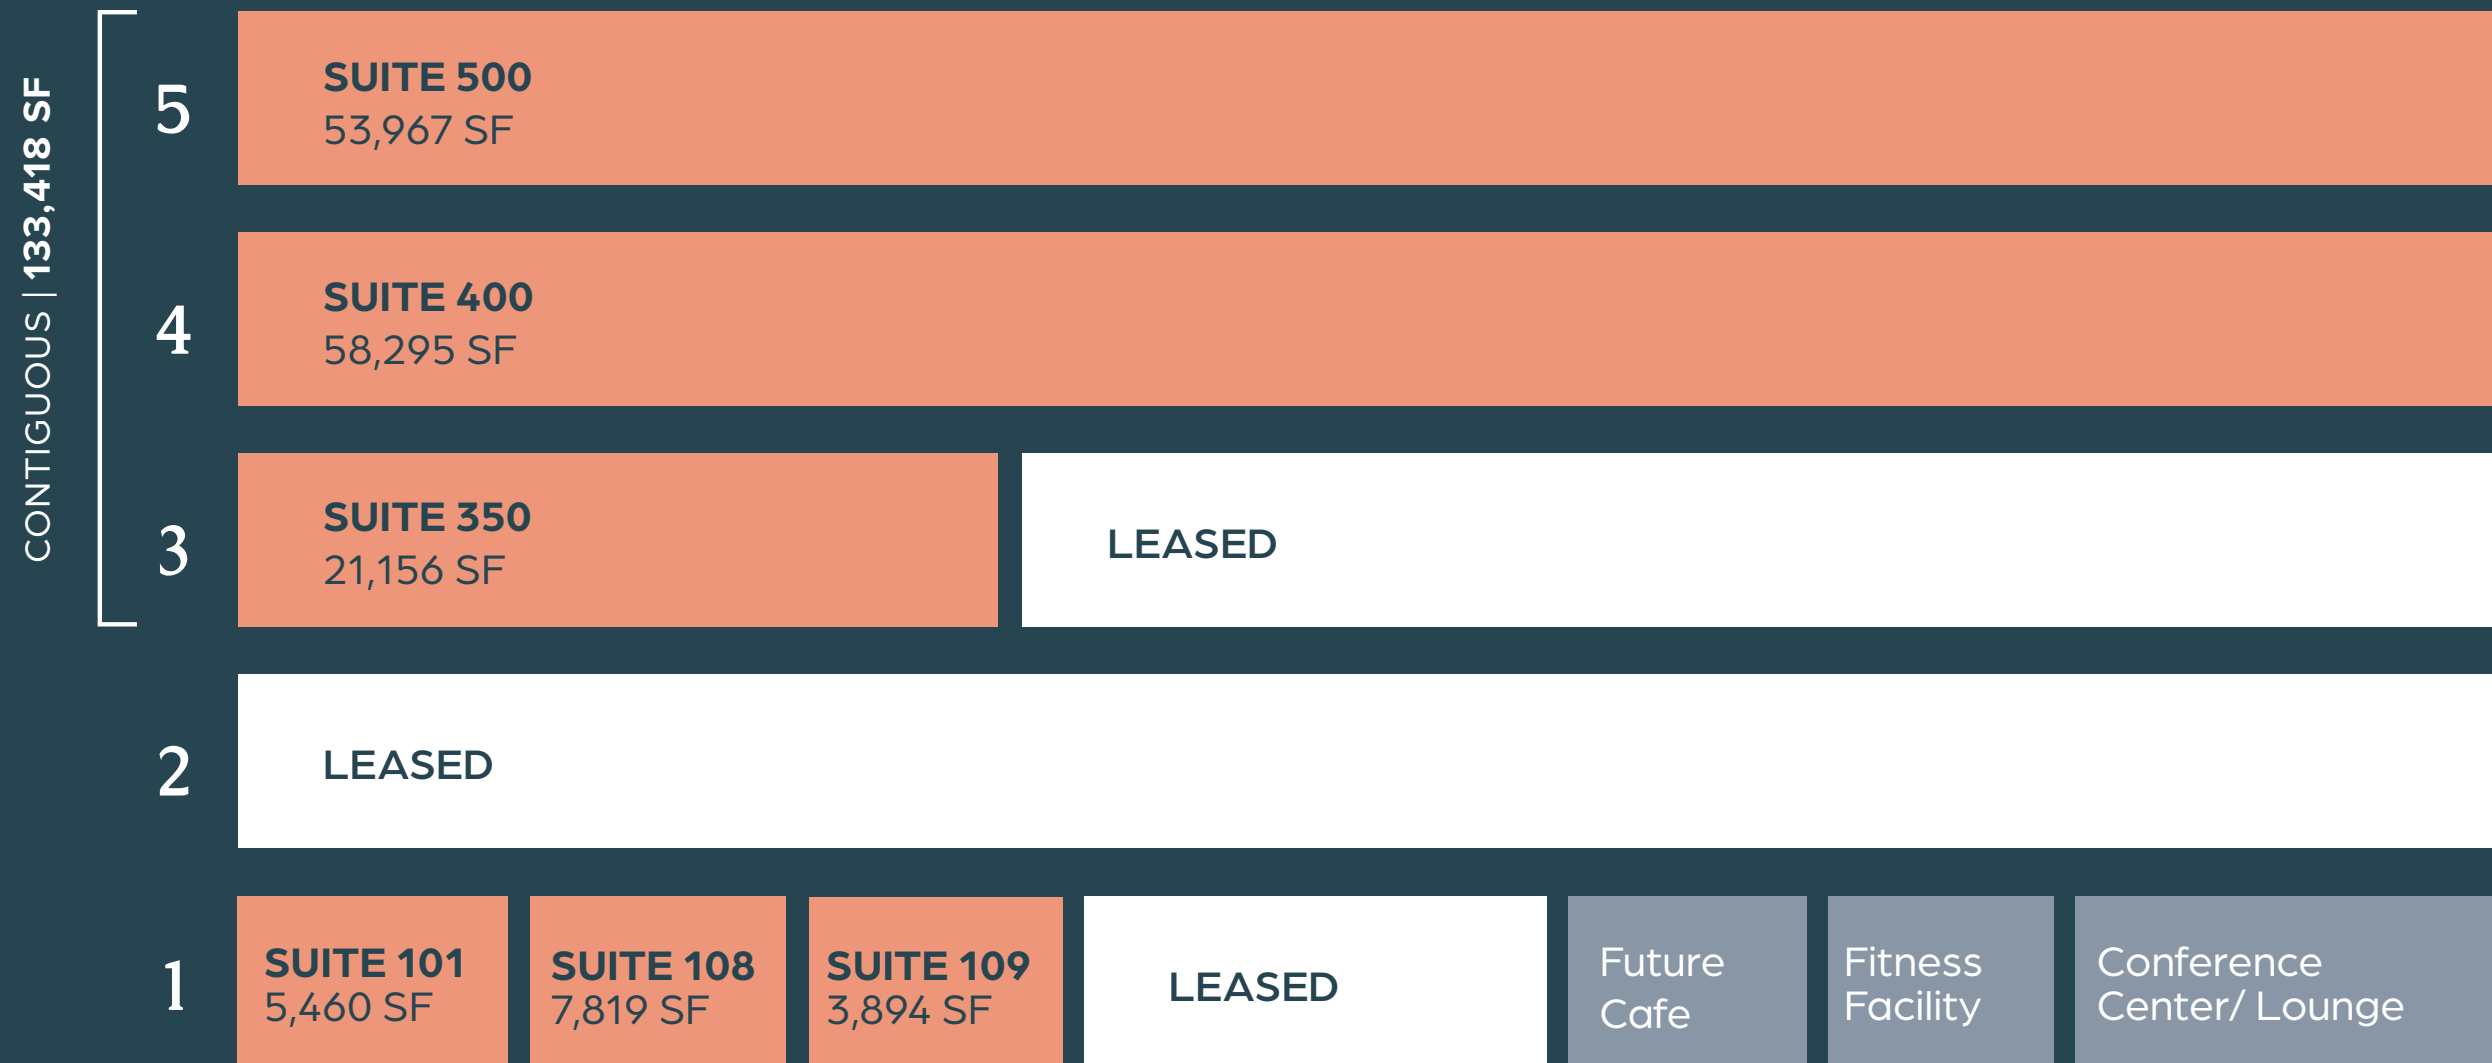 CONTIGUOUS | 133,418 SF
5
SUITE 500
53,967 SF
4
SUITE 400
58,295 SF
3
SUITE 350
21,156 SF
LEASED
2
LEASED
1
SUITE 101
5,460 SF
SUITE 108
7,819 SF
SUITE 109
3,894 SF
LEASED
Future
Cafe
Fitness
Facility
Conference
Center/ Lounge